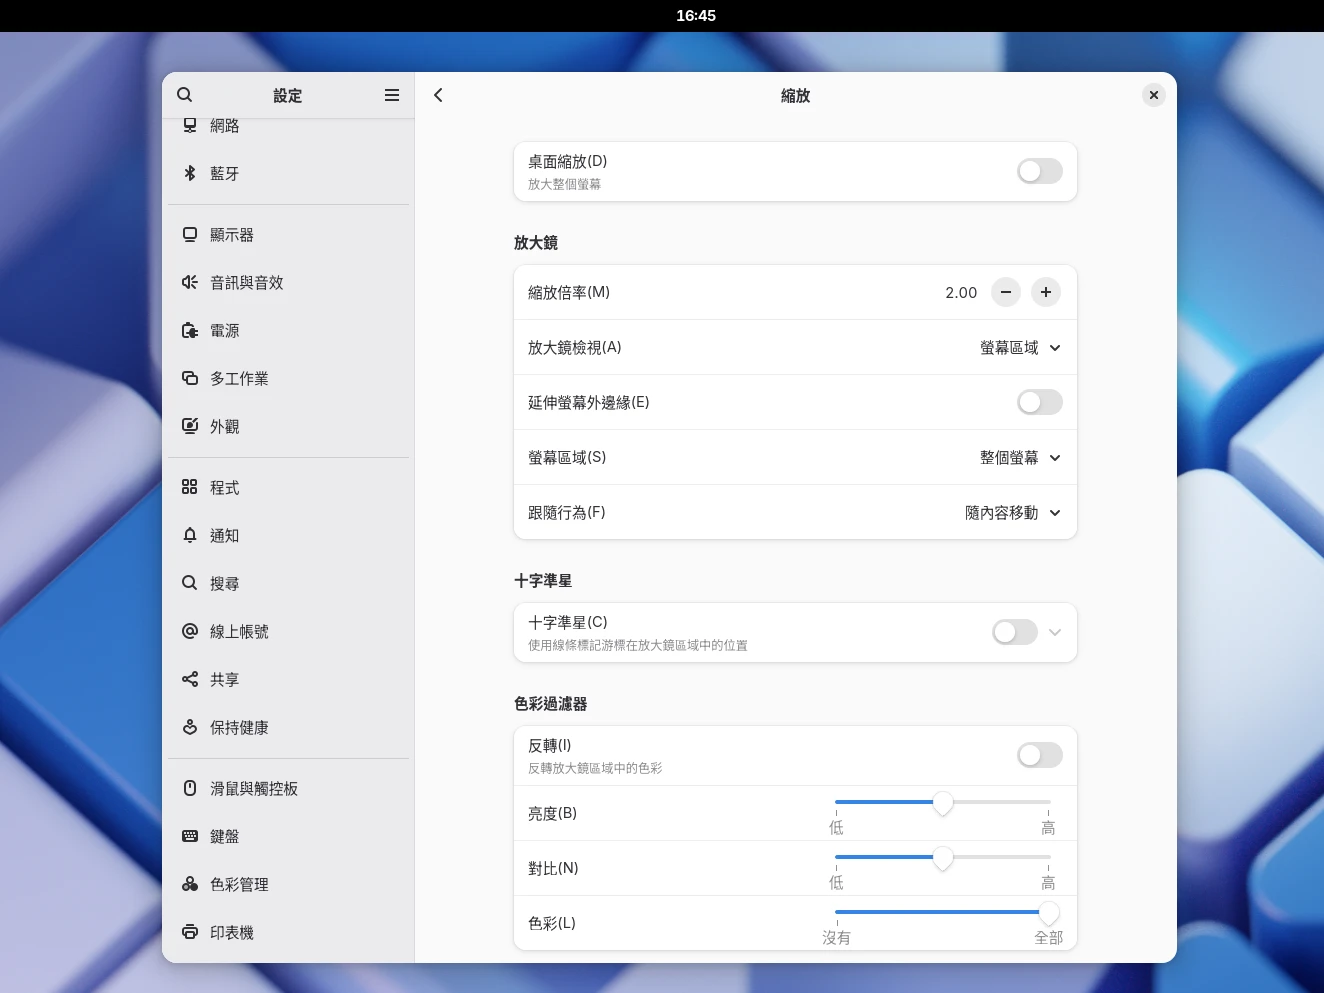 16:45
設定
網路
藍牙
顯示器
音訊與音效
電源
多工作業
外觀
程式
通知
搜尋
線上帳號
共享
保持健康
滑鼠與觸控板
鍵盤
色彩管理
印表機
縮放
桌面縮放(D)
放大整個螢幕
放大鏡
縮放倍率(M) 2.00
放大鏡檢視(A) 螢幕區域
延伸螢幕外邊緣(E)
螢幕區域(S) 整個螢幕
跟隨行為(F) 隨內容移動
十字準星
十字準星(C)
使用線條標記游標在放大鏡區域中的位置
色彩過濾器
反轉(I)
反轉放大鏡區域中的色彩
亮度(B)
低 高
對比(N)
低 高
色彩(L)
沒有 全部